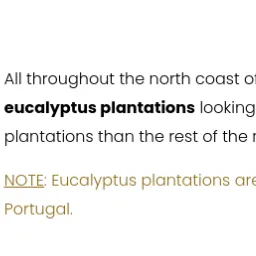 All throughout the north coast of
eucalyptus plantations looking
plantations than the rest of the
NOTE: Eucalyptus plantations are
Portugal.